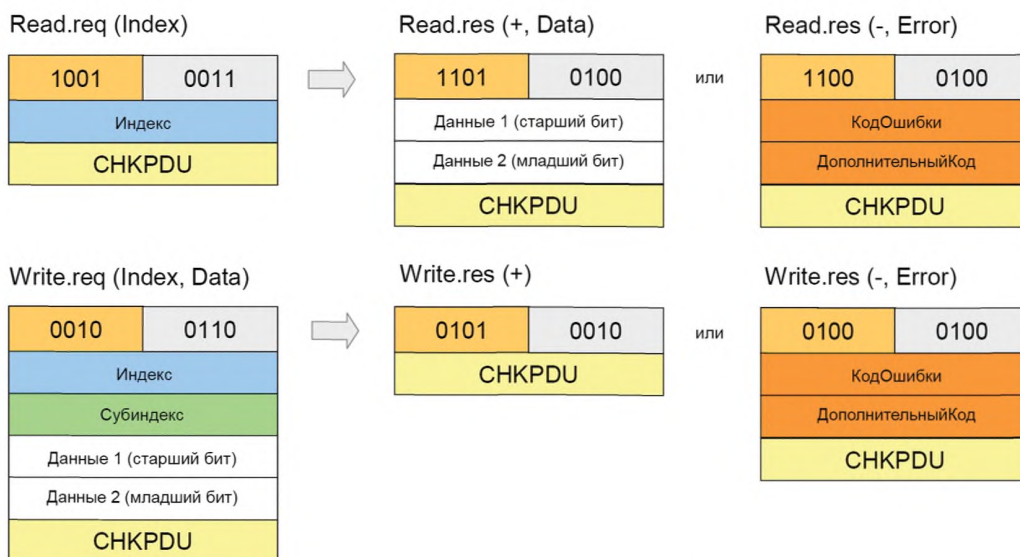 Read.req (Index)
1001 0011
Индекс
CHKPDU
Read.res (+, Data)
1101 0100
Данные 1 (старший бит)
Данные 2 (младший бит)
CHKPDU
или
Read.res (-, Error)
1100 0100
КодОшибки
ДополнительныйКод
CHKPDU
Write.req (Index, Data)
0010 0110
Индекс
Субиндекс
Данные 1 (старший бит)
Данные 2 (младший бит)
CHKPDU
Write.res (+)
0101 0010
CHKPDU
или
Write.res (-, Error)
0100 0100
КодОшибки
ДополнительныйКод
CHKPDU